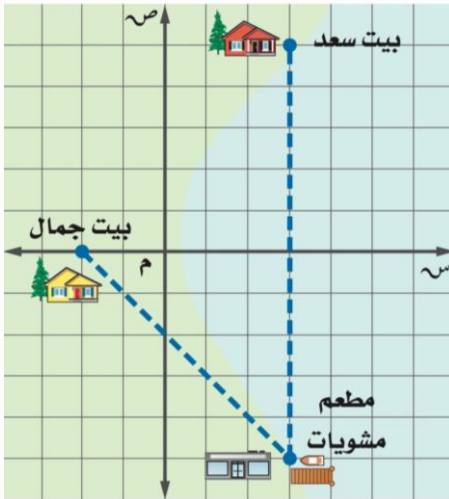 ص
بيت سعد
بيت جمال
م
س
مطعم
مشويات